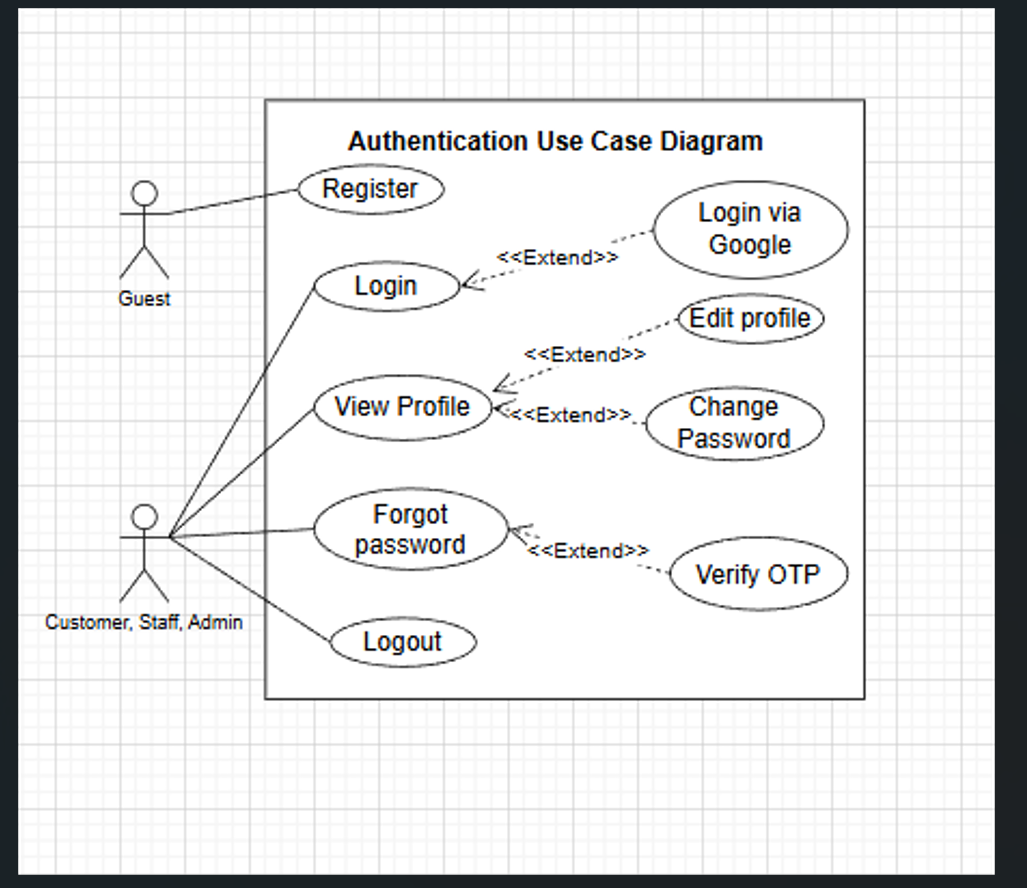 Authentication Use Case Diagram
Register
Login via
Google
<<Extend>>
Guest
Login
Edit profile
<<Extend>>
View Profile
<<Extend>>
Change
Password
Forgot
password
<<Extend>>
Verify OTP
Customer, Staff, Admin
Logout